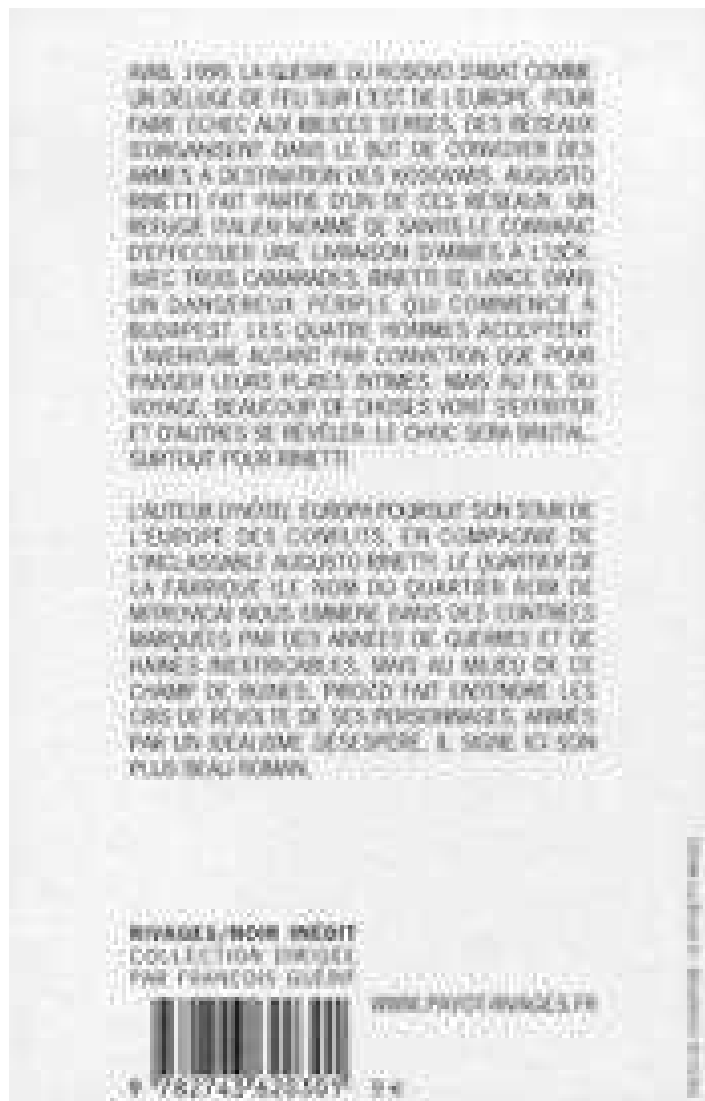 AVRIL 1999. LA GUERRE DU KOSOVO S'ABAT COMME
UN DÉLUGE DE FEU SUR L'EST DE L'EUROPE. POUR
FAIRE ÉCHEC AUX MILICES SERBES, DES RÉSEAUX
S'ORGANISENT DANS LE BUT DE CONVOYER DES
ARMES À DESTINATION DES KOSOVARS. AUGUSTO
RINETTI FAIT PARTIE D'UN DE CES RÉSEAUX. UN
RÉFUGIÉ ITALIEN NOMMÉ DE SANTIS LE CONVAINC
D'EFFECTUER UNE LIVRAISON D'ARMES À L'UCK.
AVEC TROIS CAMARADES, RINETTI SE LANCE DANS
UN DANGEREUX PÉRIPLE QUI COMMENCE À
BUDAPEST. LES QUATRE HOMMES ACCEPTENT
L'AVENTURE AUTANT PAR CONVICTION QUE POUR
PANSER LEURS PLAIES INTIMES. MAIS AU FIL DU
VOYAGE, BEAUCOUP DE CHOSES VONT S'EFFRITER
ET D'AUTRES SE RÉVÉLER. LE CHOC SERA BRUTAL...
SURTOUT POUR RINETTI.
L'AUTEUR D'HÔTEL EUROPA POURSUIT SON TOUR DE
L'EUROPE DES CONFLITS, EN COMPAGNIE DE
L'INCLASSABLE AUGUSTO RINETTI. LE QUARTIER DE
LA FABRIQUE (LE NOM DU QUARTIER ROM DE
MITROVICA) NOUS EMMÈNE DANS DES CONTRÉES
MARQUÉES PAR DES ANNÉES DE GUERRES ET DE
HAINES INEXTRICABLES. MAIS AU MILIEU DE CE
CHAMP DE RUINES, FAIT ENTENDRE LES
CRIS DE RÉVOLTE DE SES PERSONNAGES, ANIMÉS
PAR UN IDÉALISME DÉSESPÉRÉ. IL SIGNE ICI SON
PLUS BEAU ROMAN.
RIVAGES/NOIR INÉDIT
COLLECTION DIRIGÉE
PAR FRANÇOIS GUÉRIF
WWW.PAYOT-RIVAGES.FR
9 782743 620301
9 €